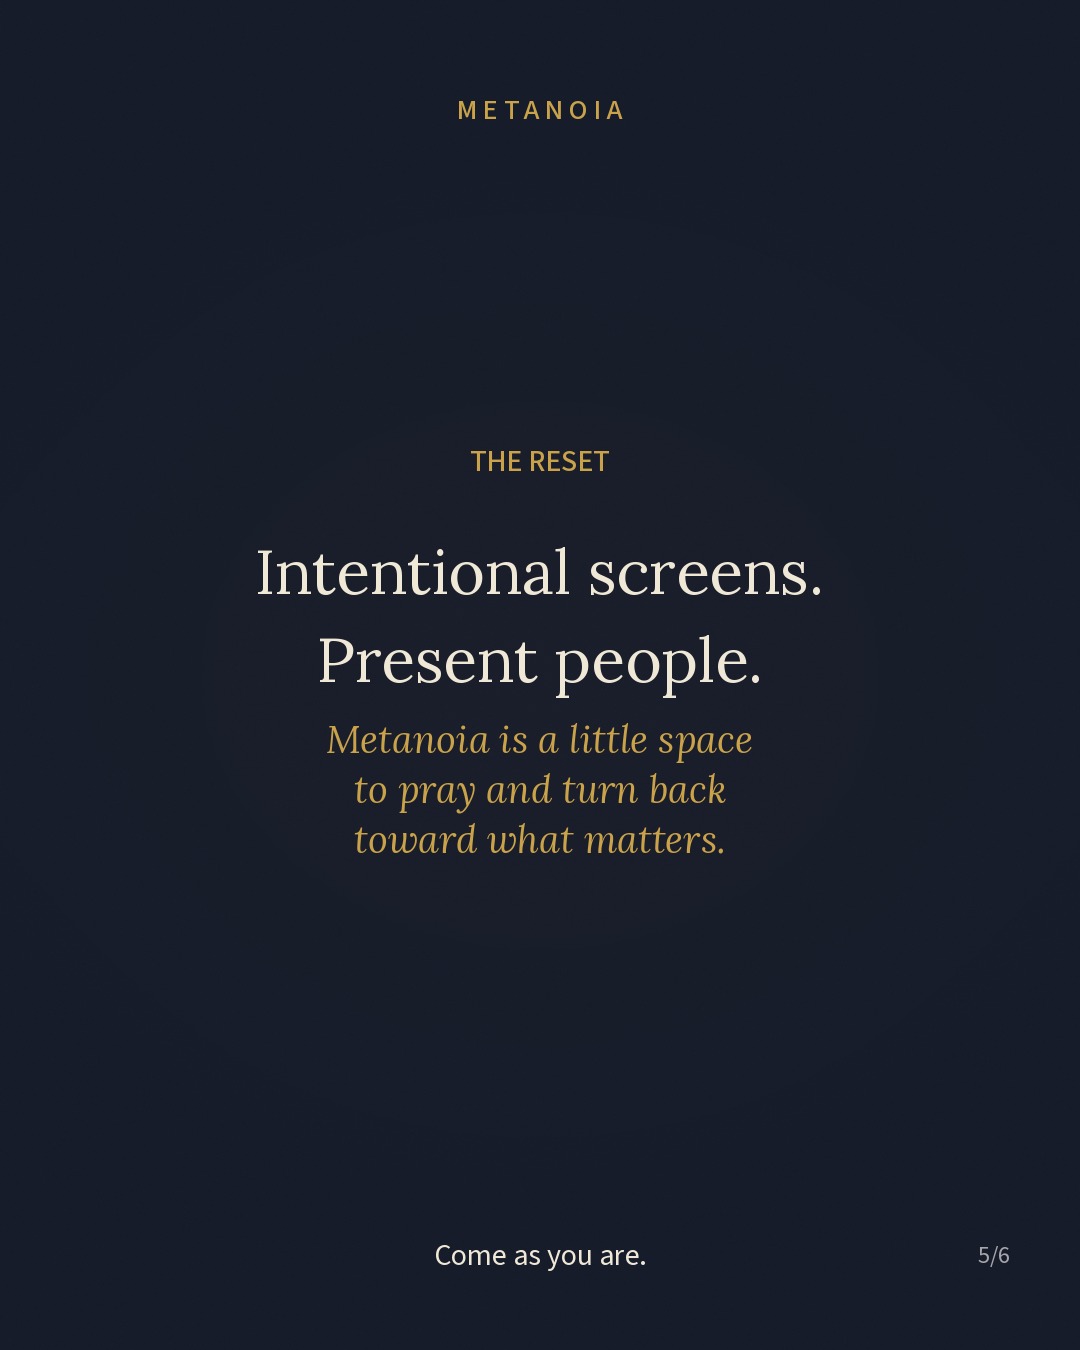 METANOIA
THE RESET
Intentional screens.
Present people.
Metanoia is a little space
to pray and turn back
toward what matters.
Come as you are.
5/6